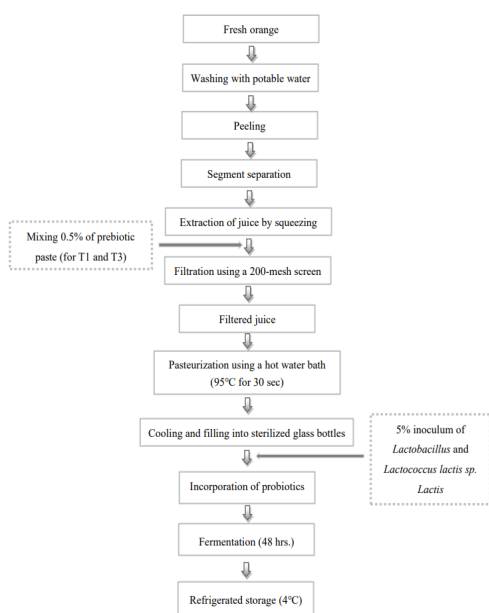 Fresh orange
Washing with potable water
Peeling
Segment separation
Extraction of juice by squeezing
Mixing 0.5% of prebiotic
paste (for T1 and T3)
Filtration using a 200-mesh screen
Filtered juice
Pasteurization using a hot water bath
(95℃ for 30 sec)
Cooling and filling into sterilized glass bottles
5% inoculum of
Lactobacillus and
Lactococcus lactis sp.
Lactis
Incorporation of probiotics
Fermentation (48 hrs.)
Refrigerated storage (4℃)